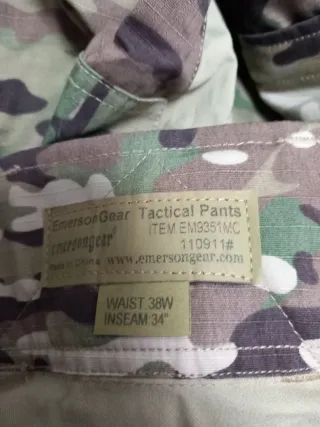 EmersonGear Tactical Pants
emersongear® ITEM EM9351MC
110911#
Made in China www.emersongear.com
WAIST 38W
INSEAM 34"